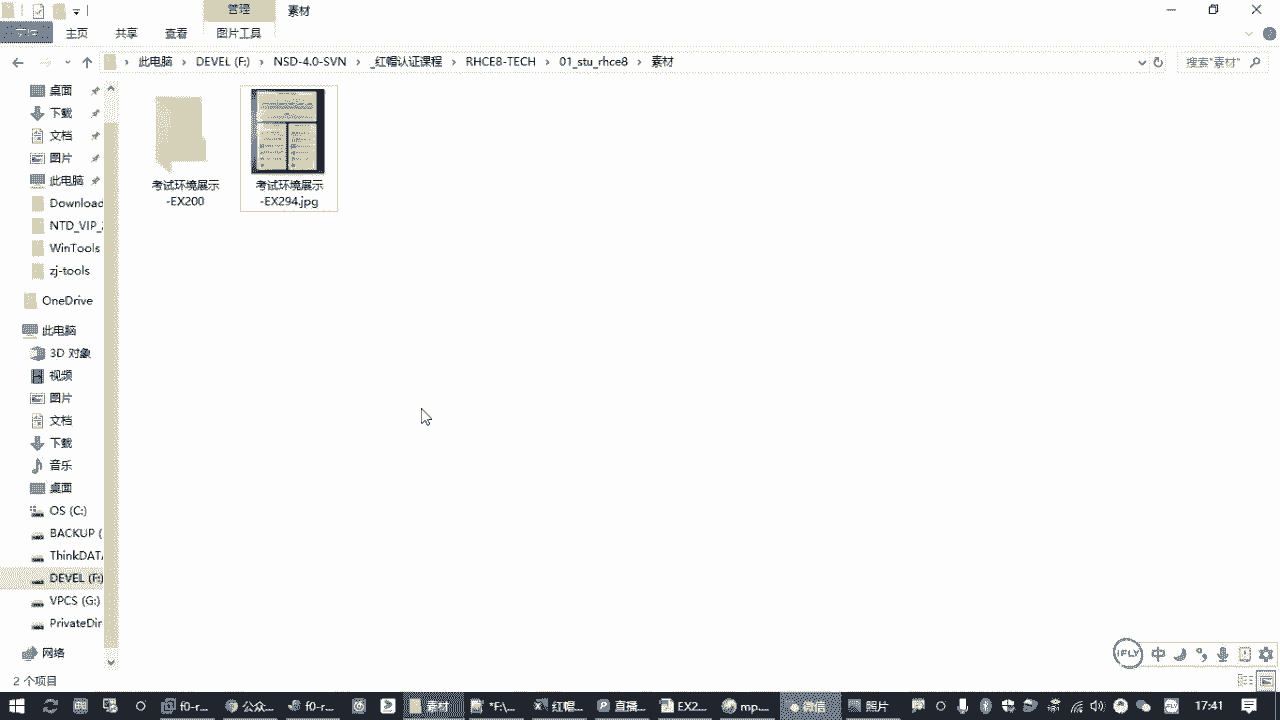 管理
素材
主页
共享
查看
图片工具
此电脑 › DEVEL (F:) › NSD-4.0-SVN › _红帽认证课程 › RHCE8-TECH › 01_stu_rhce8 › 素材
搜索"素材"
桌面
下载
文档
图片
此电脑
Download
NTD_VIP_
WinTools
zj-tools
OneDrive
此电脑
3D 对象
视频
图片
文档
下载
音乐
桌面
OS (C:)
BACKUP (
ThinkDAT
DEVEL (F:)
VPCS (G:)
PrivateDir
网络
考试环境展示
-EX200
考试环境展示
-EX294.jpg
iFLY
中
2 个项目
f0-r...
公众...
f0-r...
素材
*F:\...
红帽...
直播...
EX2...
mp...
微信
照片
17:41